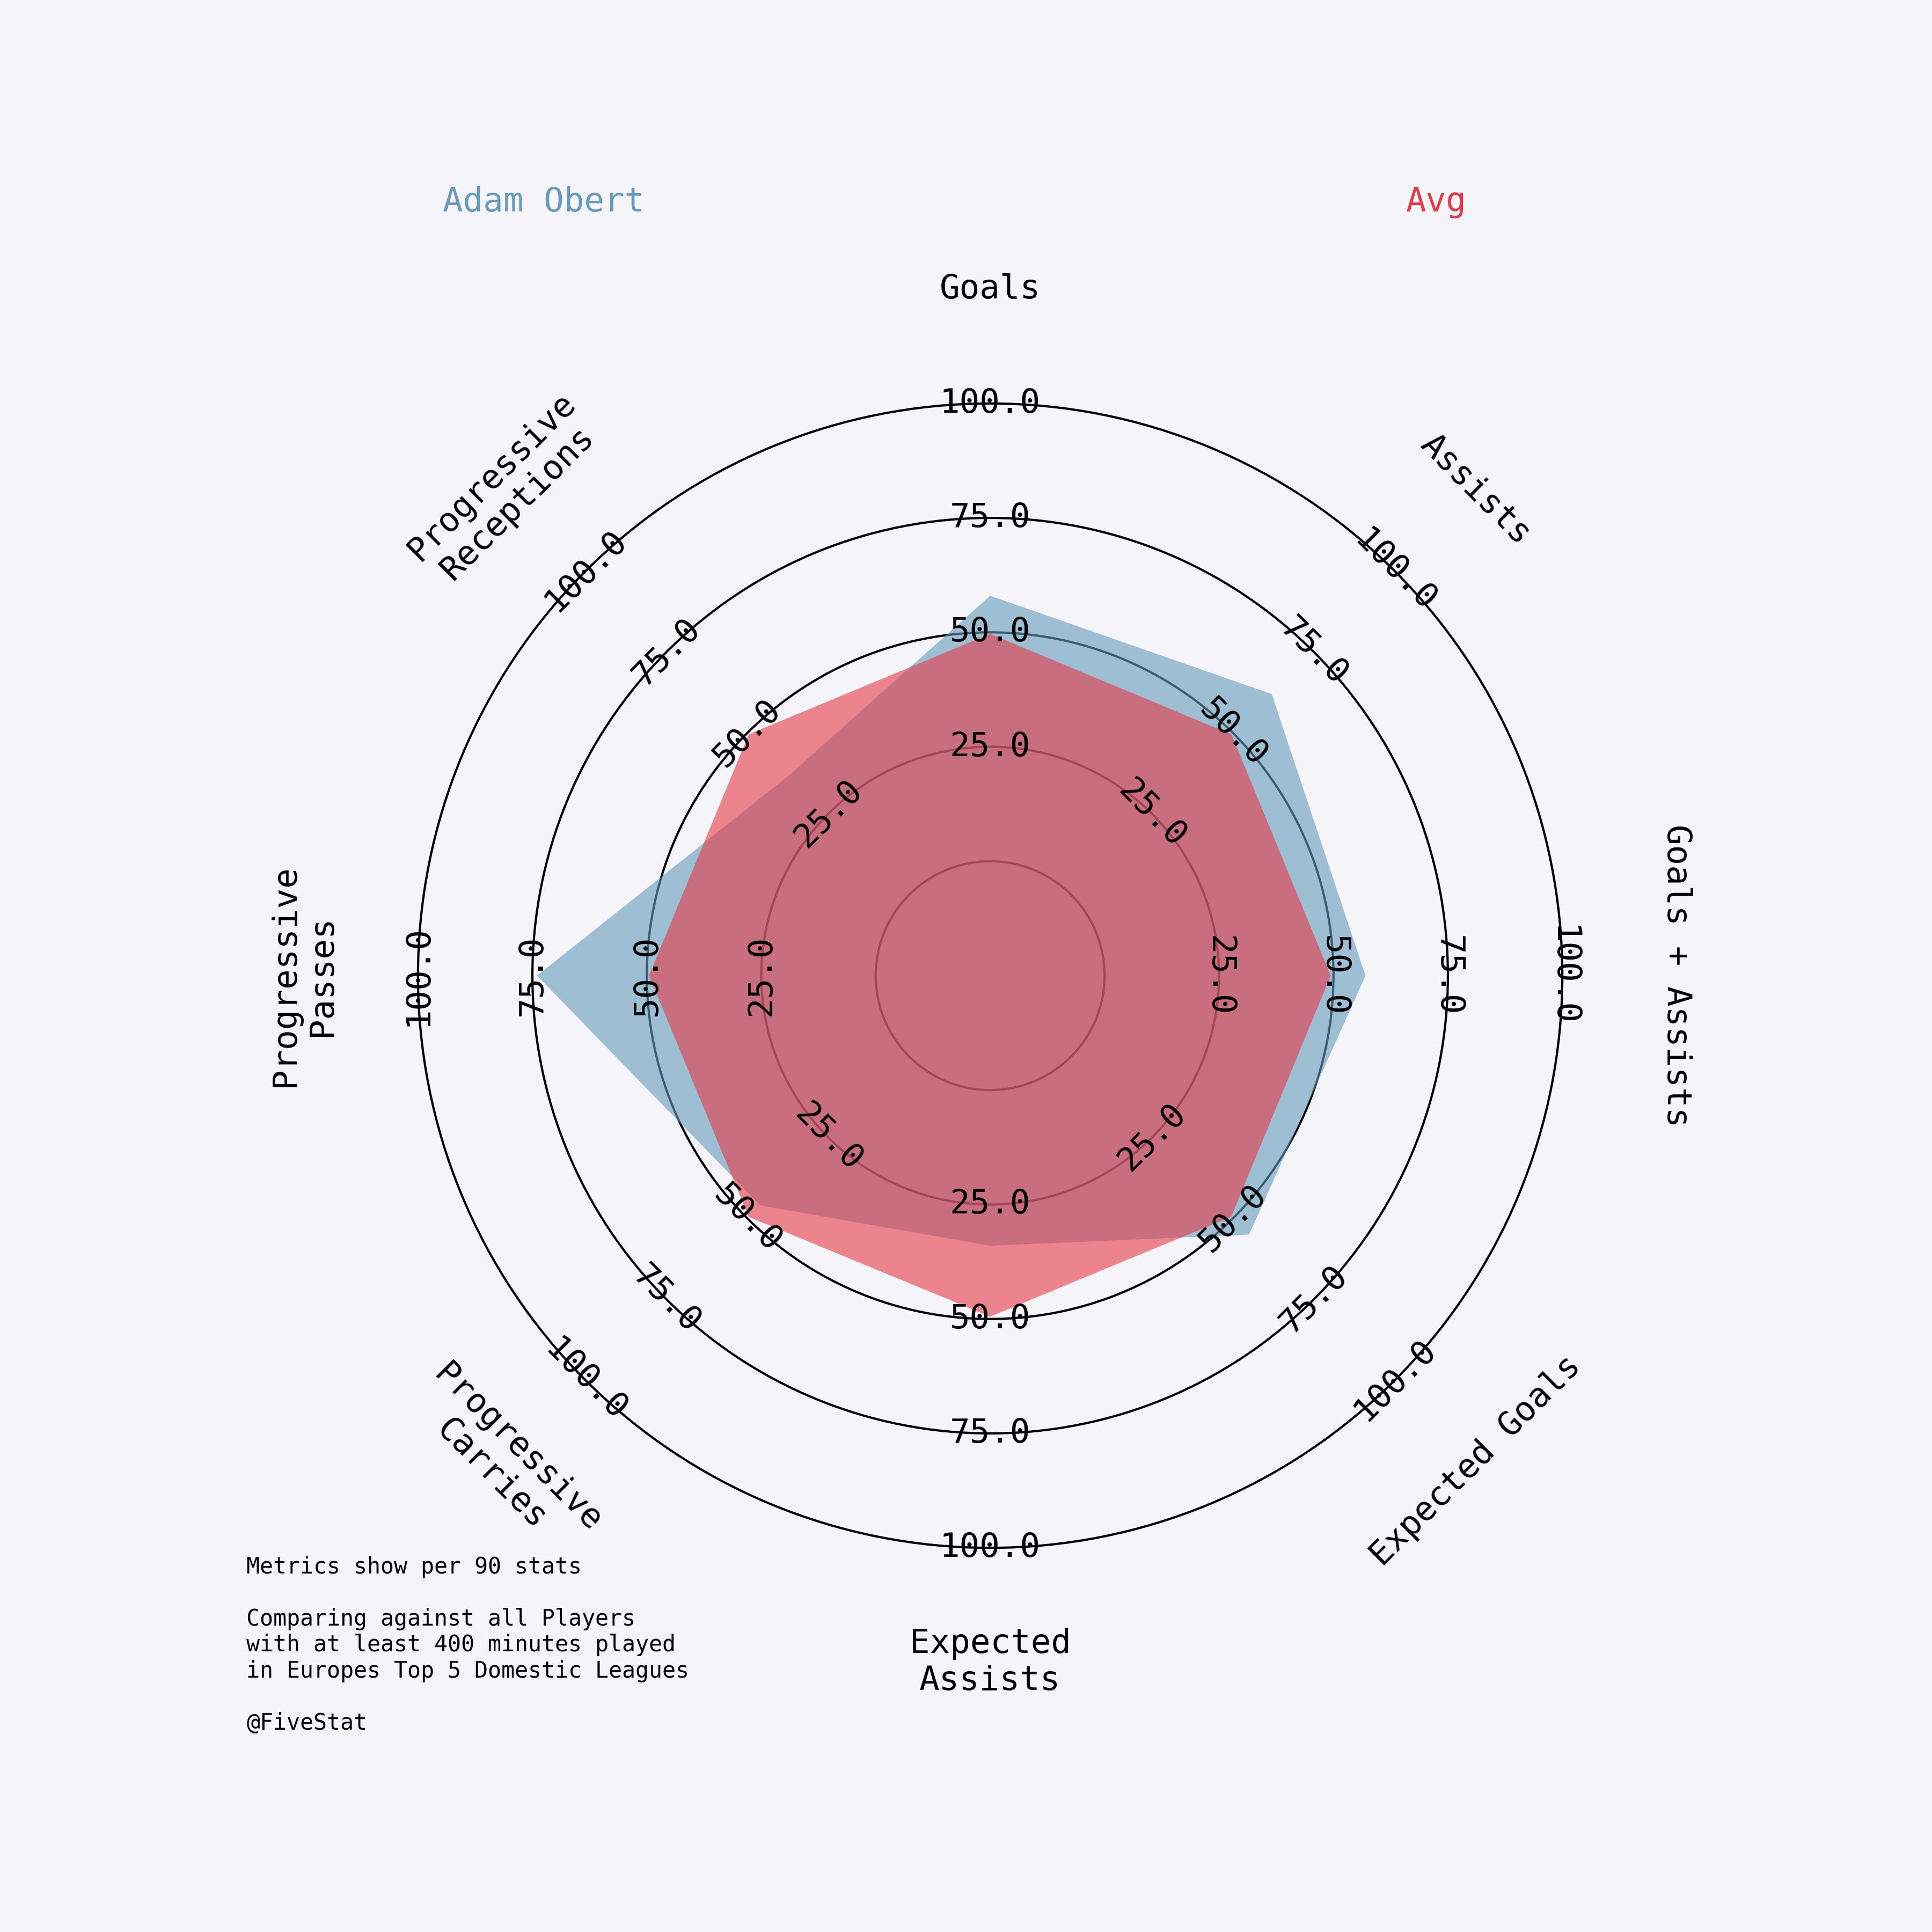 Adam Obert
Avg
Goals
Assists
Goals + Assists
Expected Goals
Expected
Assists
Progressive
Carries
Progressive
Passes
Progressive
Receptions
25.0
50.0
75.0
100.0
25.0
50.0
75.0
100.0
25.0
50.0
75.0
100.0
25.0
50.0
75.0
100.0
25.0
50.0
75.0
100.0
25.0
50.0
75.0
100.0
25.0
50.0
75.0
100.0
25.0
50.0
75.0
100.0
Metrics show per 90 stats
Comparing against all Players
with at least 400 minutes played
in Europes Top 5 Domestic Leagues
@FiveStat